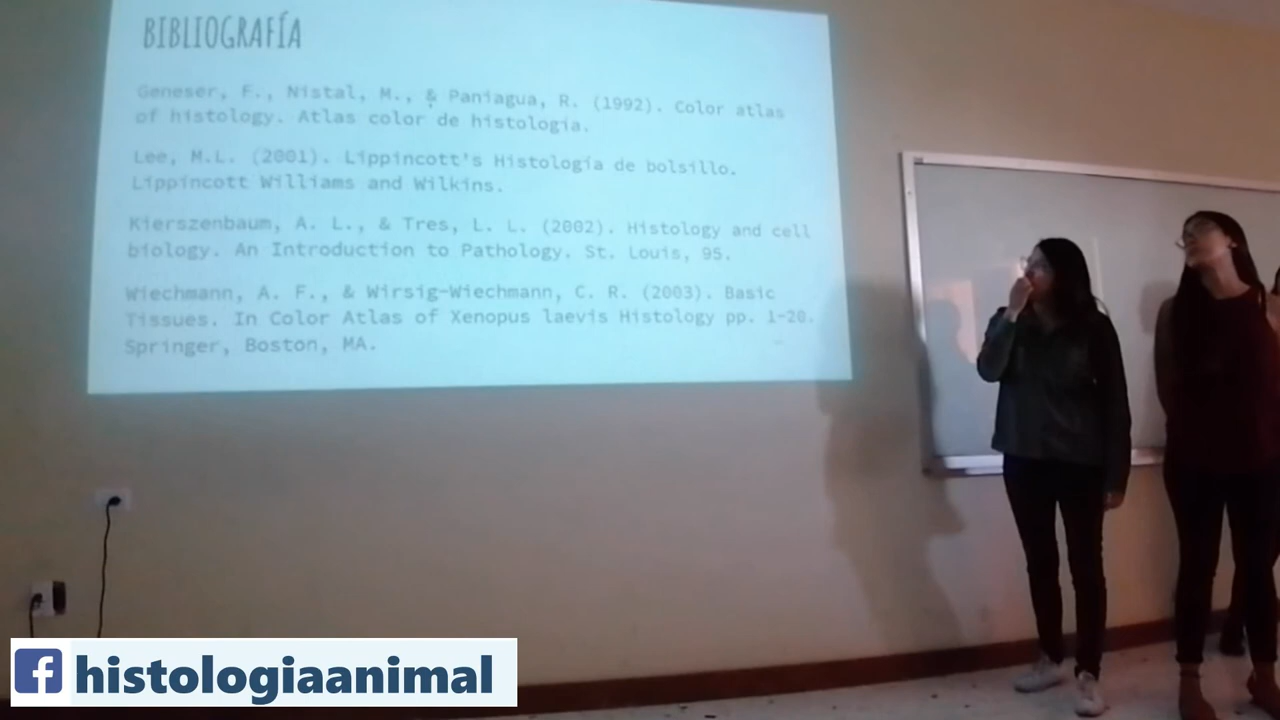 BIBLIOGRAFÍA
Geneser, F., Nistal, M., & Paniagua, R. (1992). Color atlas
of histology. Atlas color de histología.
Lee, M.L. (2001). Lippincott's Histología de bolsillo.
Lippincott Williams and Wilkins.
Kierszenbaum, A. L., & Tres, L. L. (2002). Histology and cell
biology. An Introduction to Pathology. St. Louis, 95.
Wiechmann, A. F., & Wirsig-Wiechmann, C. R. (2003). Basic
Tissues. In Color Atlas of Xenopus laevis Histology pp. 1-20.
Springer, Boston, MA.
f histologiaanimal